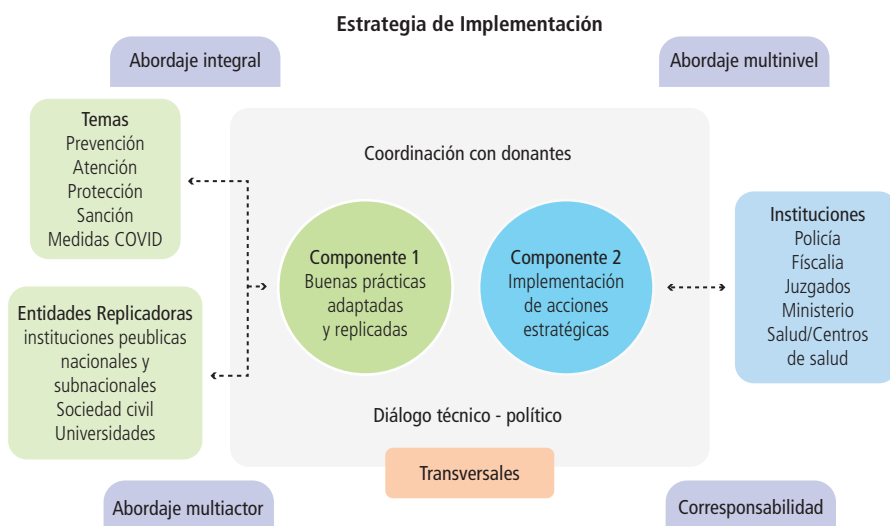 Estrategia de Implementación
Abordaje integral
Abordaje multinivel
Temas
Prevención
Atención
Protección
Sanción
Medidas COVID
Entidades Replicadoras
instituciones peublicas
nacionales y
subnacionales
Sociedad civil
Universidades
Coordinación con donantes
Componente 1
Buenas prácticas
adaptadas
y replicadas
Componente 2
Implementación
de acciones
estratégicas
Diálogo técnico - político
Transversales
Instituciones
Policía
Físcalia
Juzgados
Ministerio
Salud/Centros
de salud
Abordaje multiactor
Corresponsabilidad